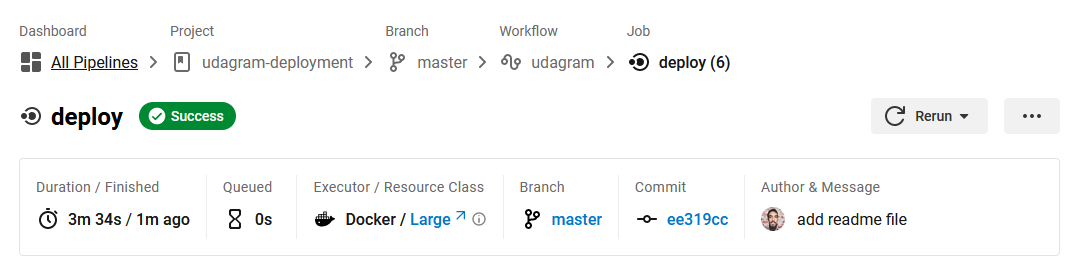 Dashboard Project Branch Workflow Job
All Pipelines udagram-deployment master udagram deploy (6)
deploy Success Rerun
Duration / Finished Queued Executor / Resource Class Branch Commit Author & Message
3m 34s / 1m ago 0s Docker / Large master ee319cc add readme file